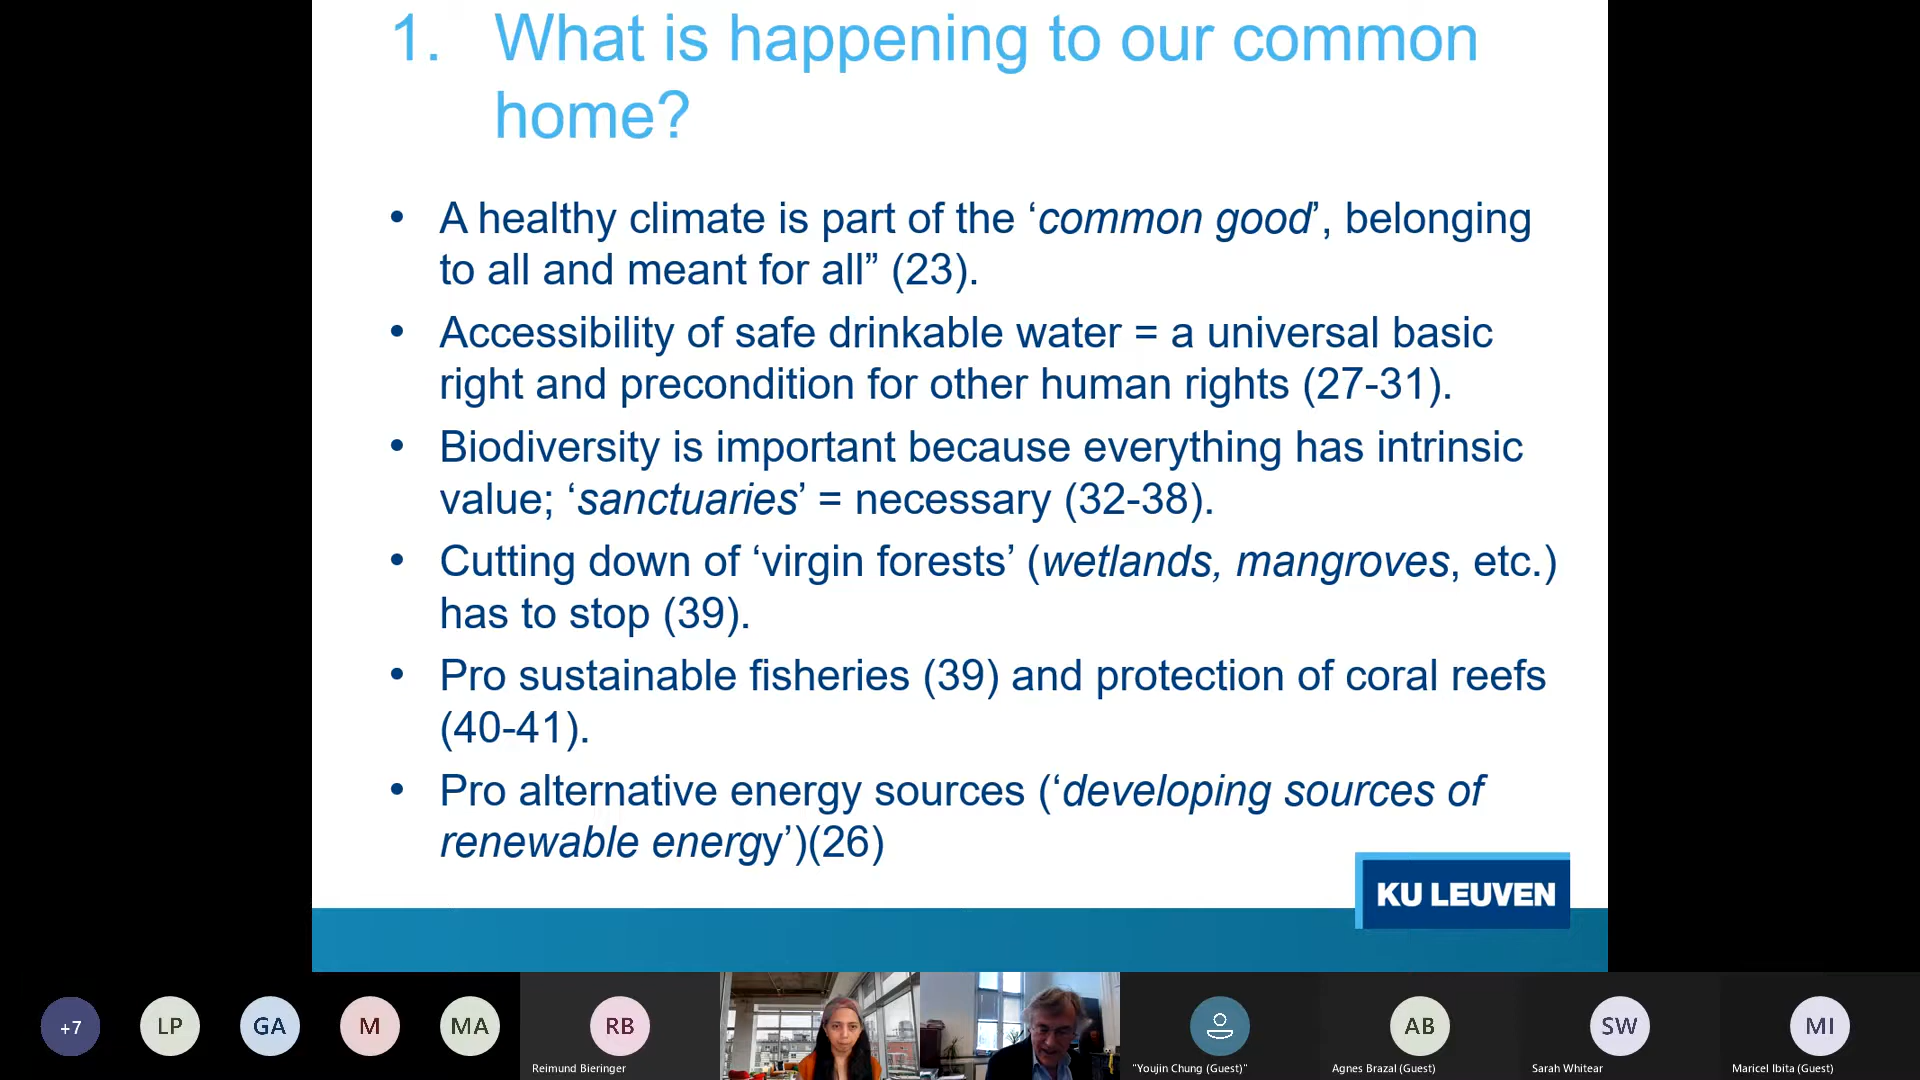 1. What is happening to our common
home?
• A healthy climate is part of the ‘common good’, belonging
to all and meant for all” (23).
• Accessibility of safe drinkable water = a universal basic
right and precondition for other human rights (27-31).
• Biodiversity is important because everything has intrinsic
value; ‘sanctuaries’ = necessary (32-38).
• Cutting down of ‘virgin forests’ (wetlands, mangroves, etc.)
has to stop (39).
• Pro sustainable fisheries (39) and protection of coral reefs
(40-41).
• Pro alternative energy sources (‘developing sources of
renewable energy’)(26)
KU LEUVEN
+7 LP GA M MA RB AB SW MI
Reimund Bieringer "Youjin Chung (Guest)" Agnes Brazal (Guest) Sarah Whitear Maricel Ibita (Guest)